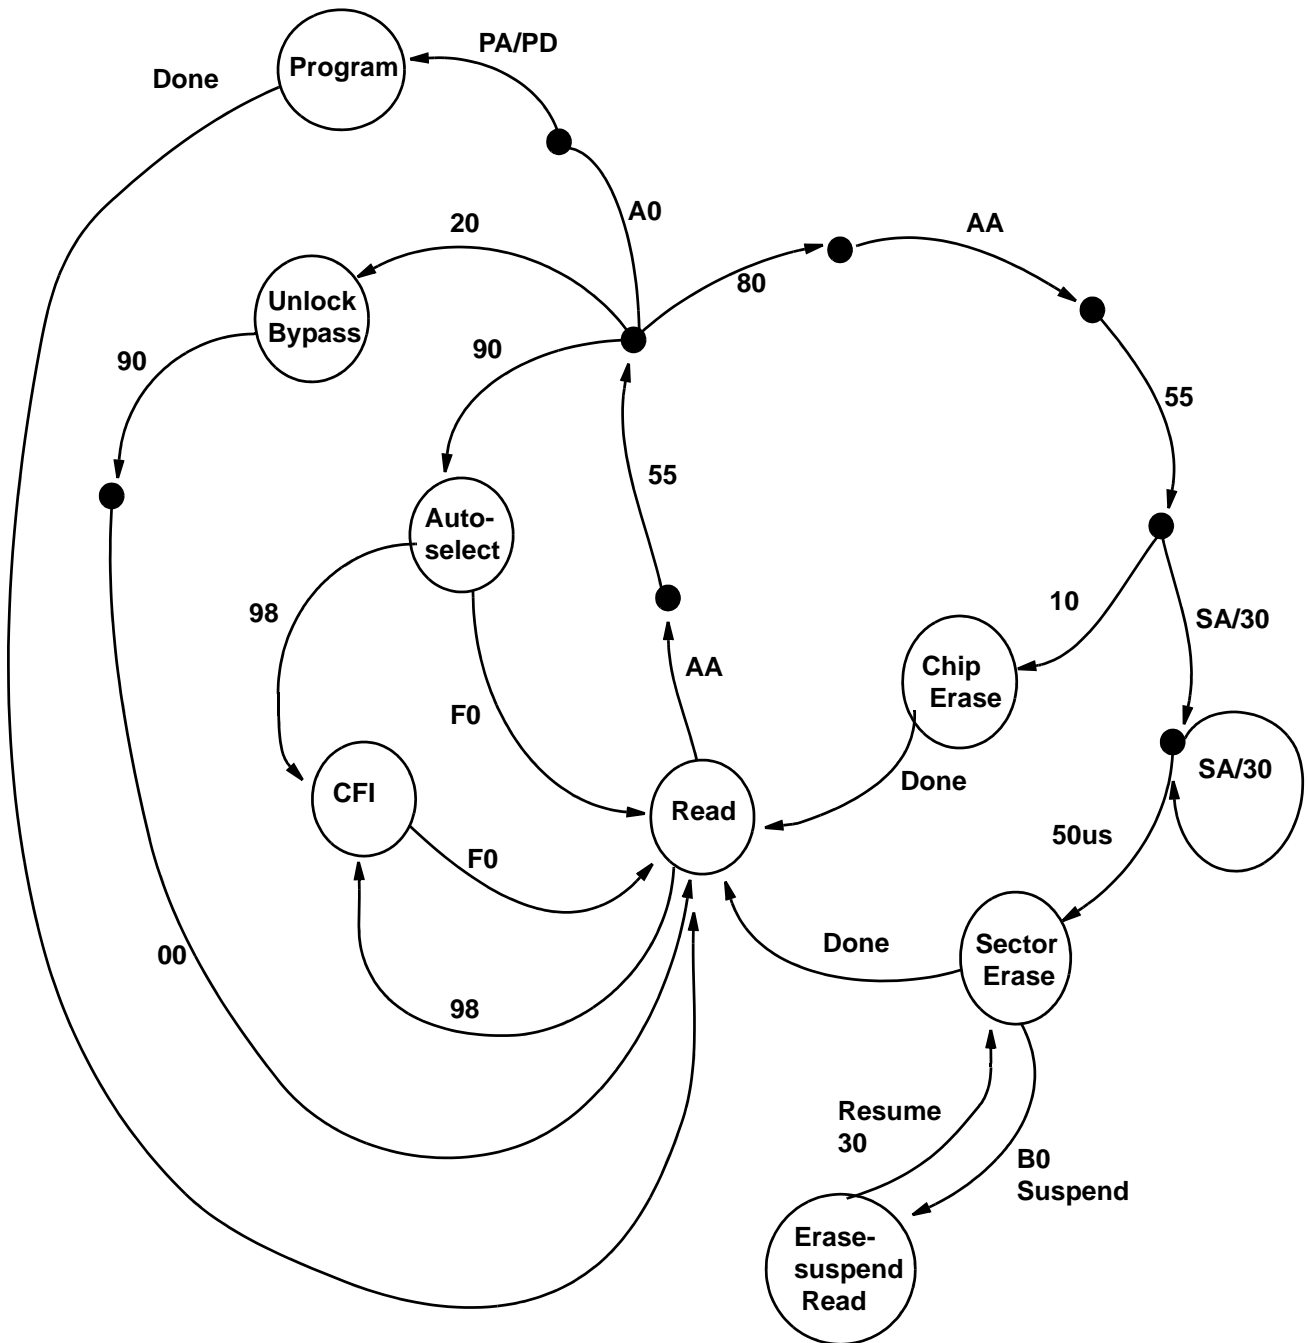 PA/PD
Program
Done
A0
20
AA
80
Unlock
Bypass
90
90
55
55
Auto-
select
10
98
SA/30
AA
Chip
Erase
F0
SA/30
Done
CFI
Read
50us
F0
Done
Sector
Erase
00
98
Resume
30
B0
Suspend
Erase-
suspend
Read